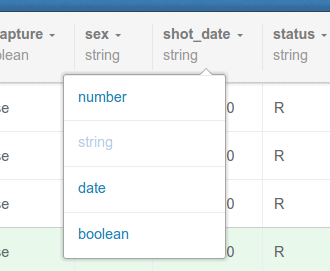 apture sex shot_date status
olean string string string
se number 0 R
string
se 0 R
date
se 0 R
boolean
se 0 R